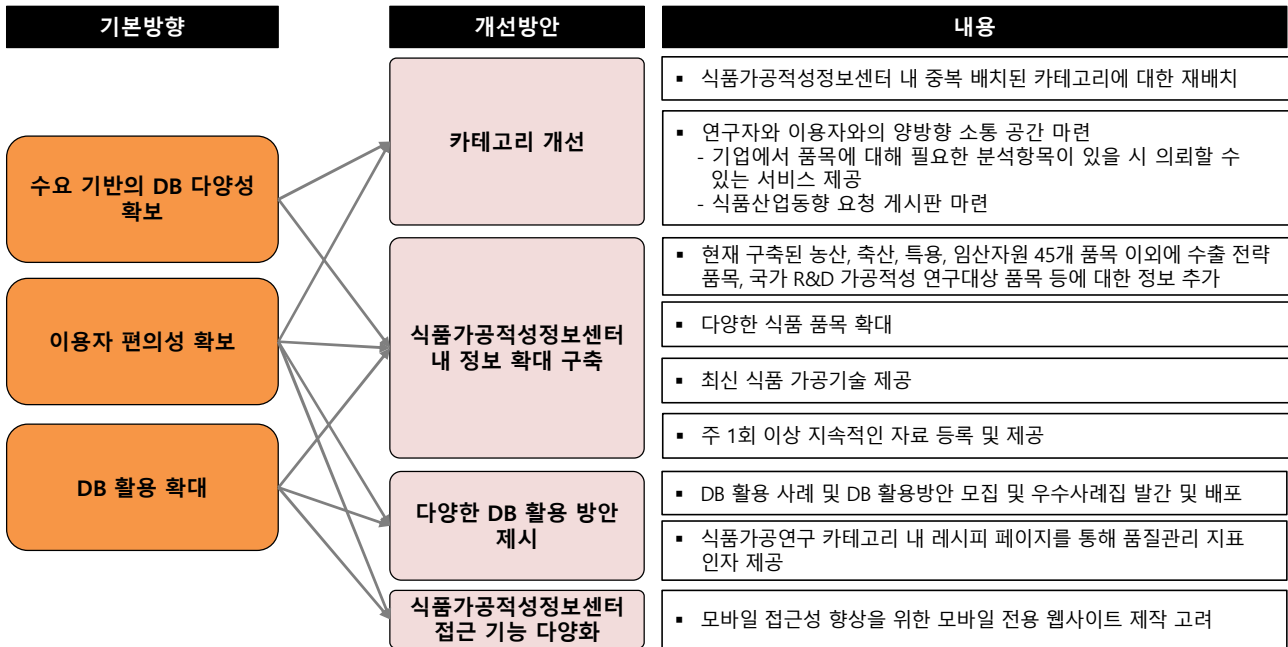 기본방향
개선방안
내용
수요 기반의 DB 다양성
확보
이용자 편의성 확보
DB 활용 확대
카테고리 개선
▪ 식품가공적성정보센터 내 중복 배치된 카테고리에 대한 재배치
▪ 연구자와 이용자와의 양방향 소통 공간 마련
- 기업에서 품목에 대해 필요한 분석항목이 있을 시 의뢰할 수
있는 서비스 제공
- 식품산업동향 요청 게시판 마련
식품가공적성정보센터
내 정보 확대 구축
▪ 현재 구축된 농산, 축산, 특용, 임산자원 45개 품목 이외에 수출 전략
품목, 국가 R&D 가공적성 연구대상 품목 등에 대한 정보 추가
▪ 다양한 식품 품목 확대
▪ 최신 식품 가공기술 제공
▪ 주 1회 이상 지속적인 자료 등록 및 제공
다양한 DB 활용 방안
제시
▪ DB 활용 사례 및 DB 활용방안 모집 및 우수사례집 발간 및 배포
▪ 식품가공연구 카테고리 내 레시피 페이지를 통해 품질관리 지표
인자 제공
식품가공적성정보센터
접근 기능 다양화
▪ 모바일 접근성 향상을 위한 모바일 전용 웹사이트 제작 고려